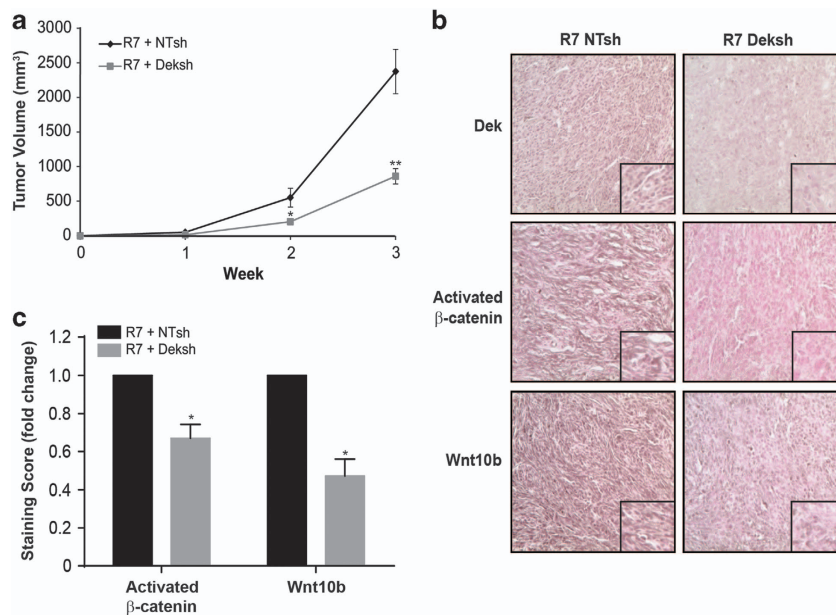 a
R7 + NTsh
R7 + Deksh
Tumor Volume (mm³)
3000
2500
2000
1500
1000
500
0
*
**
0 1 2 3
Week
b
R7 NTsh R7 Deksh
Dek
Activated
β-catenin
Wnt10b
c
R7 + NTsh
R7 + Deksh
Staining Score (fold change)
1.2
1.0
0.8
0.6
0.4
0.2
0
*
*
Activated
β-catenin
Wnt10b